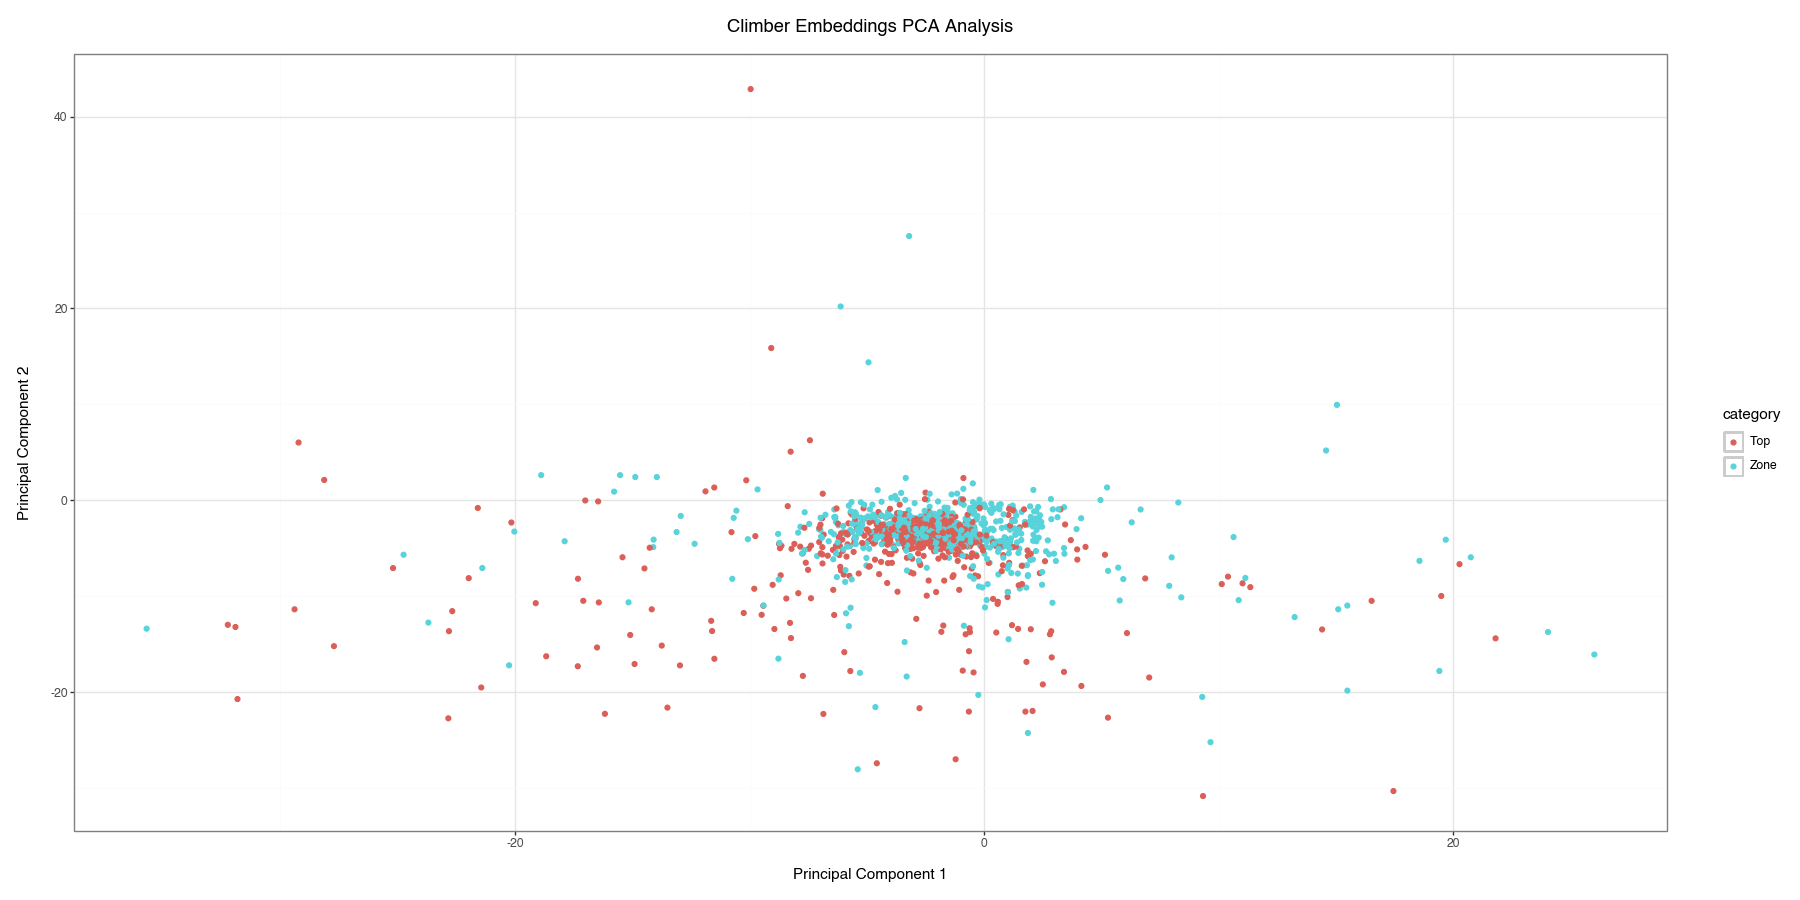 Climber Embeddings PCA Analysis
40
20
0
-20
Principal Component 2
-20
0
20
Principal Component 1
category
Top
Zone